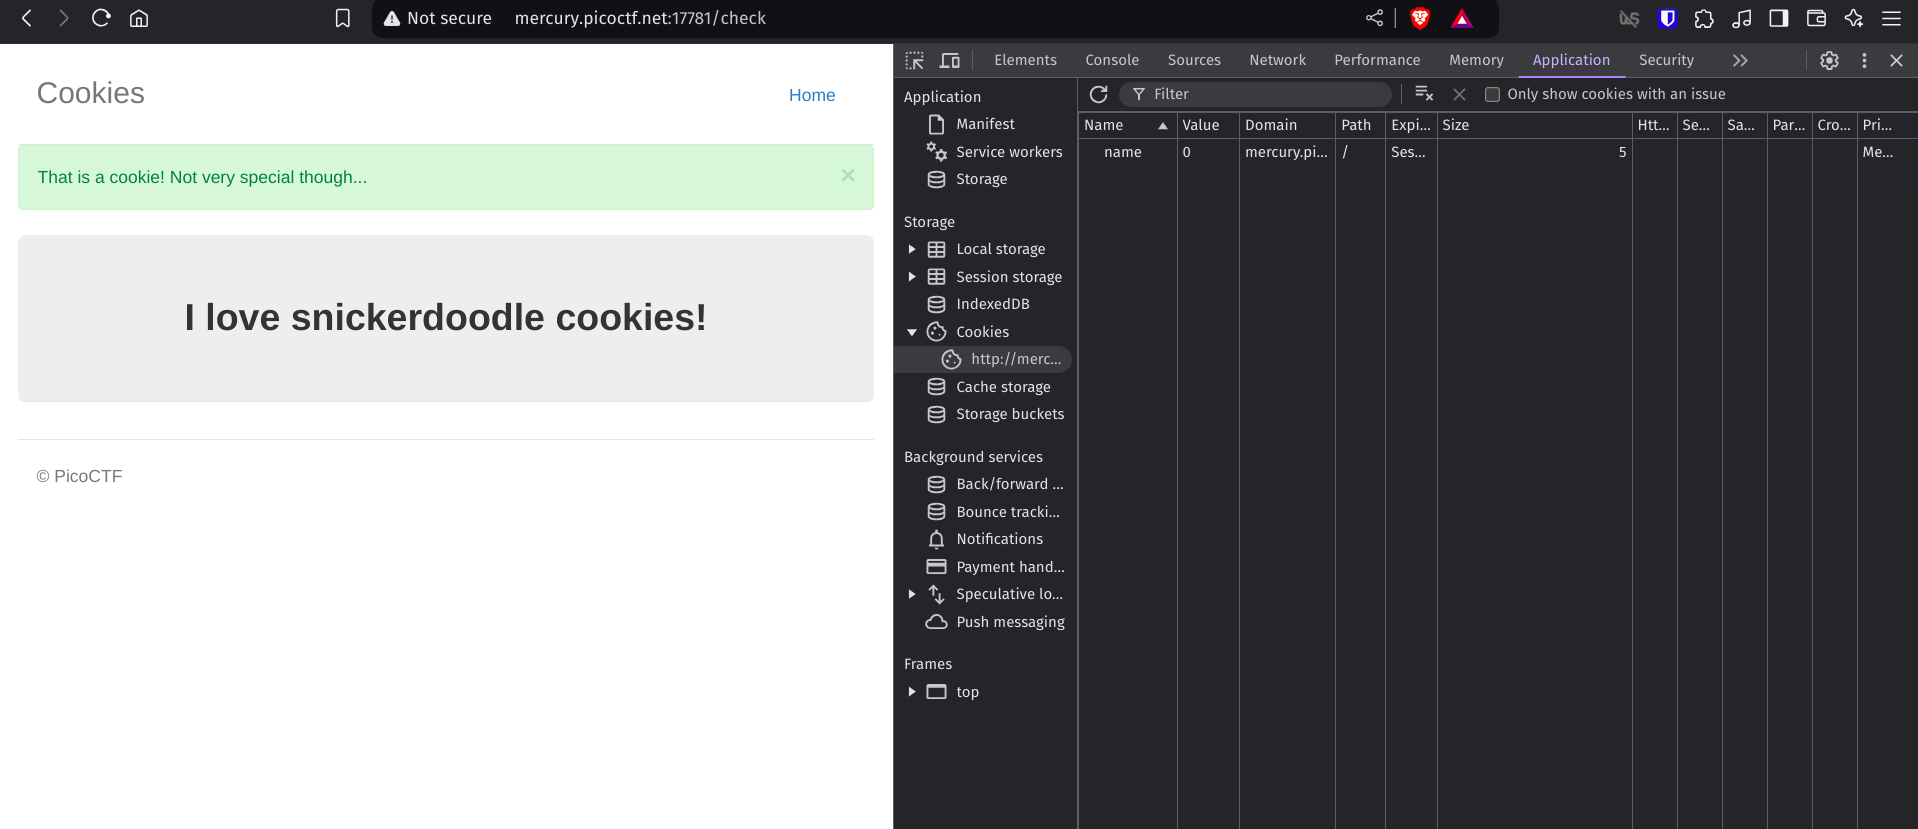 Not secure mercury.picoctf.net:17781/check
Cookies
Home
That is a cookie! Not very special though...
×
I love snickerdoodle cookies!
© PicoCTF
Elements Console Sources Network Performance Memory Application Security
Application
Manifest
Service workers
Storage
Storage
Local storage
Session storage
IndexedDB
Cookies
http://merc...
Cache storage
Storage buckets
Background services
Back/forward ...
Bounce tracki...
Notifications
Payment hand...
Speculative lo...
Push messaging
Frames
top
Filter Only show cookies with an issue
Name Value Domain Path Expi... Size Htt... Se... Sa... Par... Cro... Pri...
name 0 mercury.pi... / Ses... 5 Me...